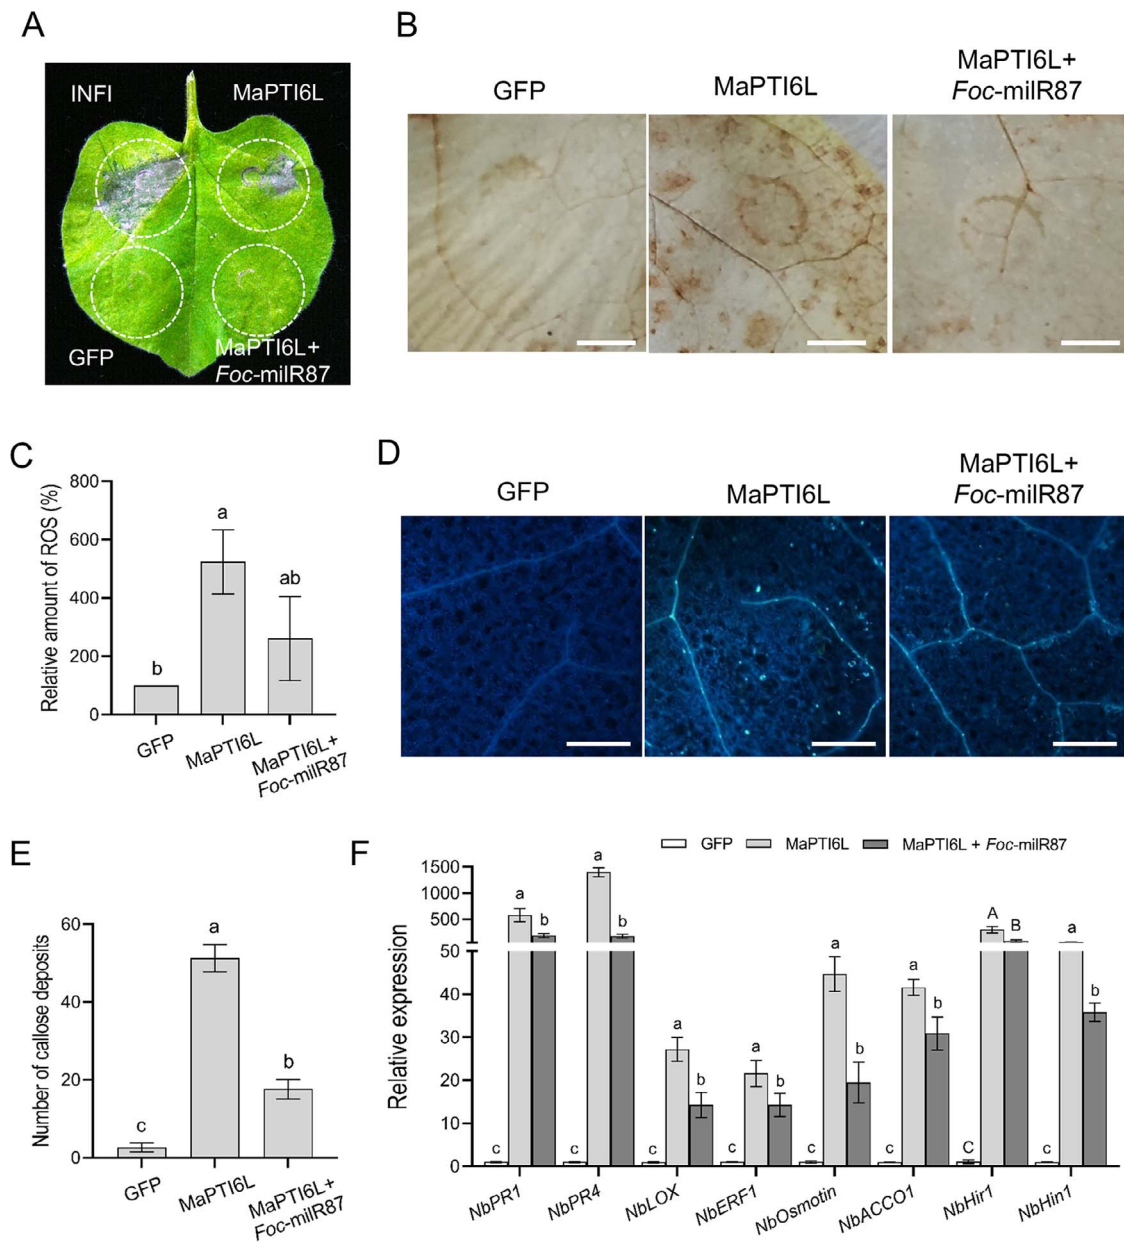 A
INFI
MaPTI6L
GFP
MaPTI6L+
Foc-milR87
B
GFP
MaPTI6L
MaPTI6L+
Foc-milR87
C
Relative amount of ROS (%)
800
600
400
200
0
b
a
ab
GFP
MaPTI6L
MaPTI6L+
Foc-milR87
D
GFP
MaPTI6L
MaPTI6L+
Foc-milR87
E
Number of callose deposits
60
40
20
0
c
a
b
GFP
MaPTI6L
MaPTI6L+
Foc-milR87
F
GFP
MaPTI6L
MaPTI6L + Foc-milR87
Relative expression
1500
1000
500
50
40
30
20
10
0
c a b
c a b
c a b
c a b
c a b
c a b
C A B
c a b
NbPR1
NbPR4
NbLOX
NbERF1
NbOsmotin
NbACCO1
NbHir1
NbHin1